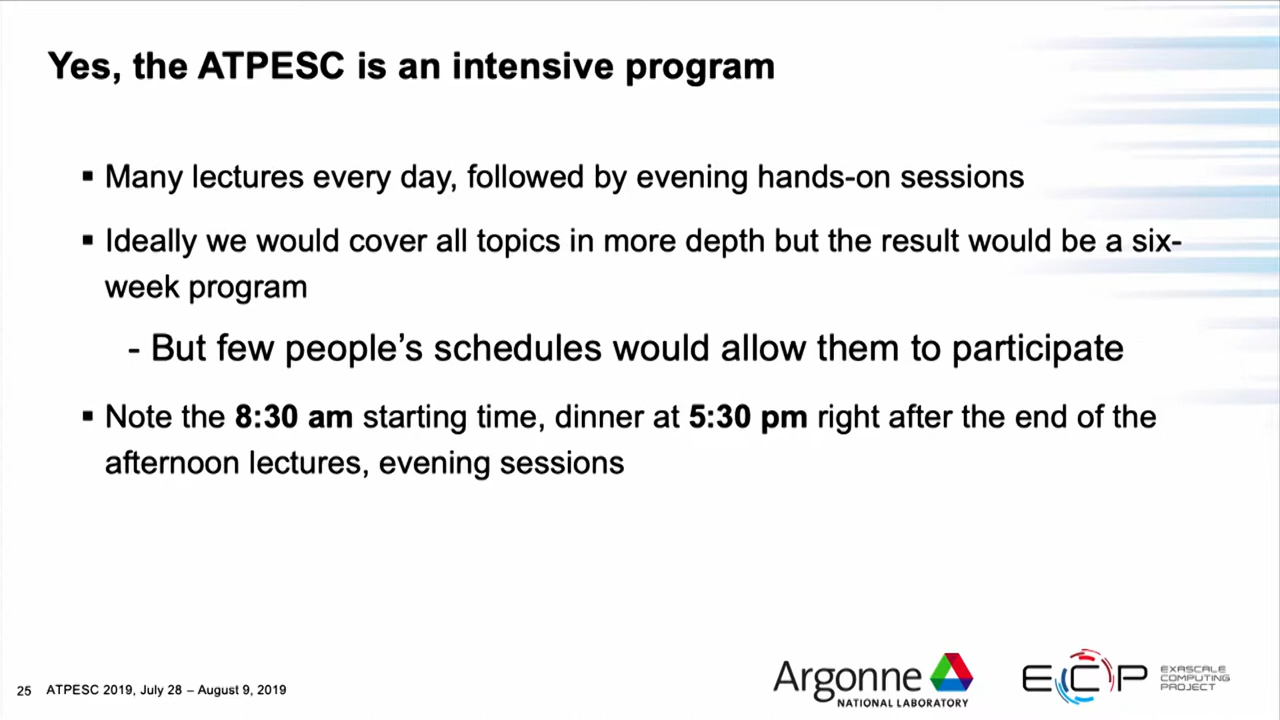 Yes, the ATPESC is an intensive program
▪ Many lectures every day, followed by evening hands-on sessions
▪ Ideally we would cover all topics in more depth but the result would be a six-
week program
- But few people’s schedules would allow them to participate
▪ Note the 8:30 am starting time, dinner at 5:30 pm right after the end of the
afternoon lectures, evening sessions
25 ATPESC 2019, July 28 – August 9, 2019
Argonne
NATIONAL LABORATORY
ECP
EXASCALE
COMPUTING
PROJECT